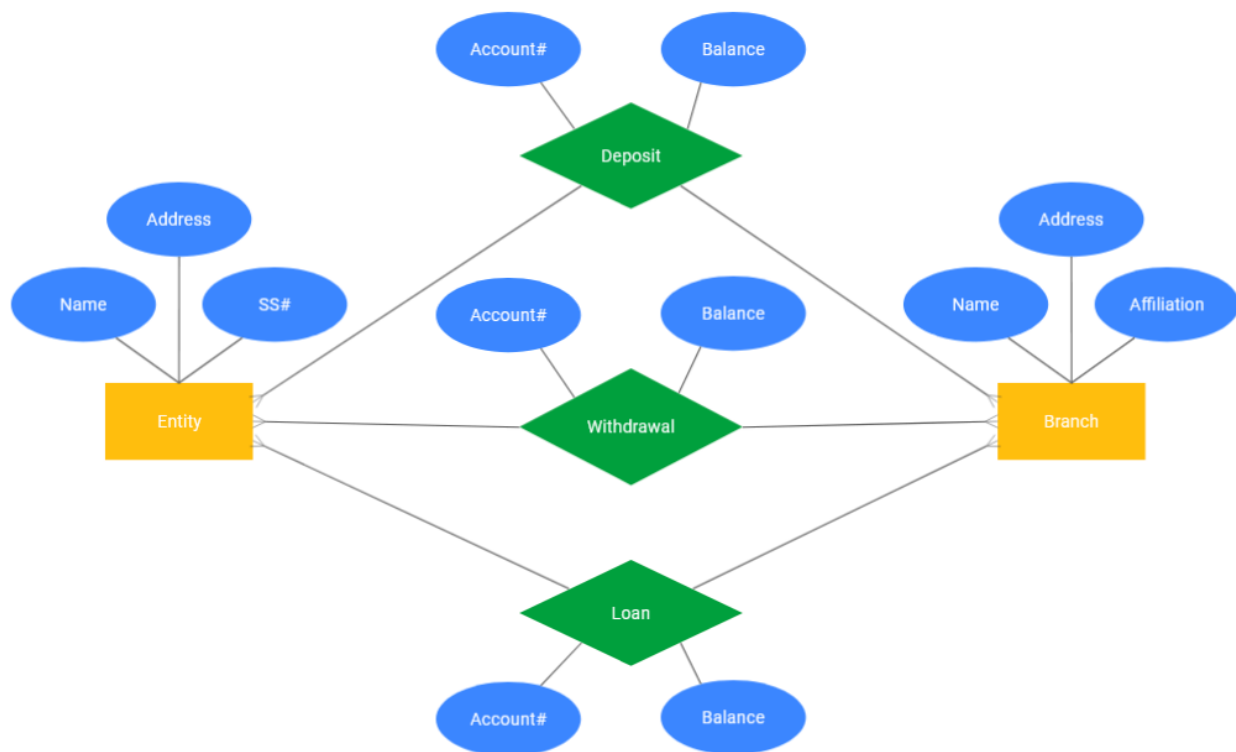 Account#
Balance
Deposit
Address
Name
SS#
Entity
Account#
Balance
Withdrawal
Address
Name
Affiliation
Branch
Loan
Account#
Balance